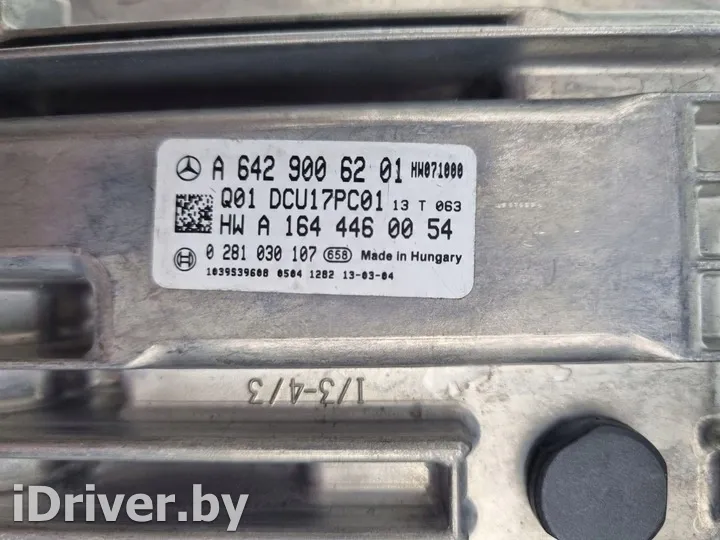 A 642 900 62 01 HW071000
Q01 DCU17PC01 13 T 063
HW A 164 446 00 54
0 281 030 107 658 Made in Hungary
1039S39608 0504 1282 13-03-04
1/3-4/3
iDriver.by